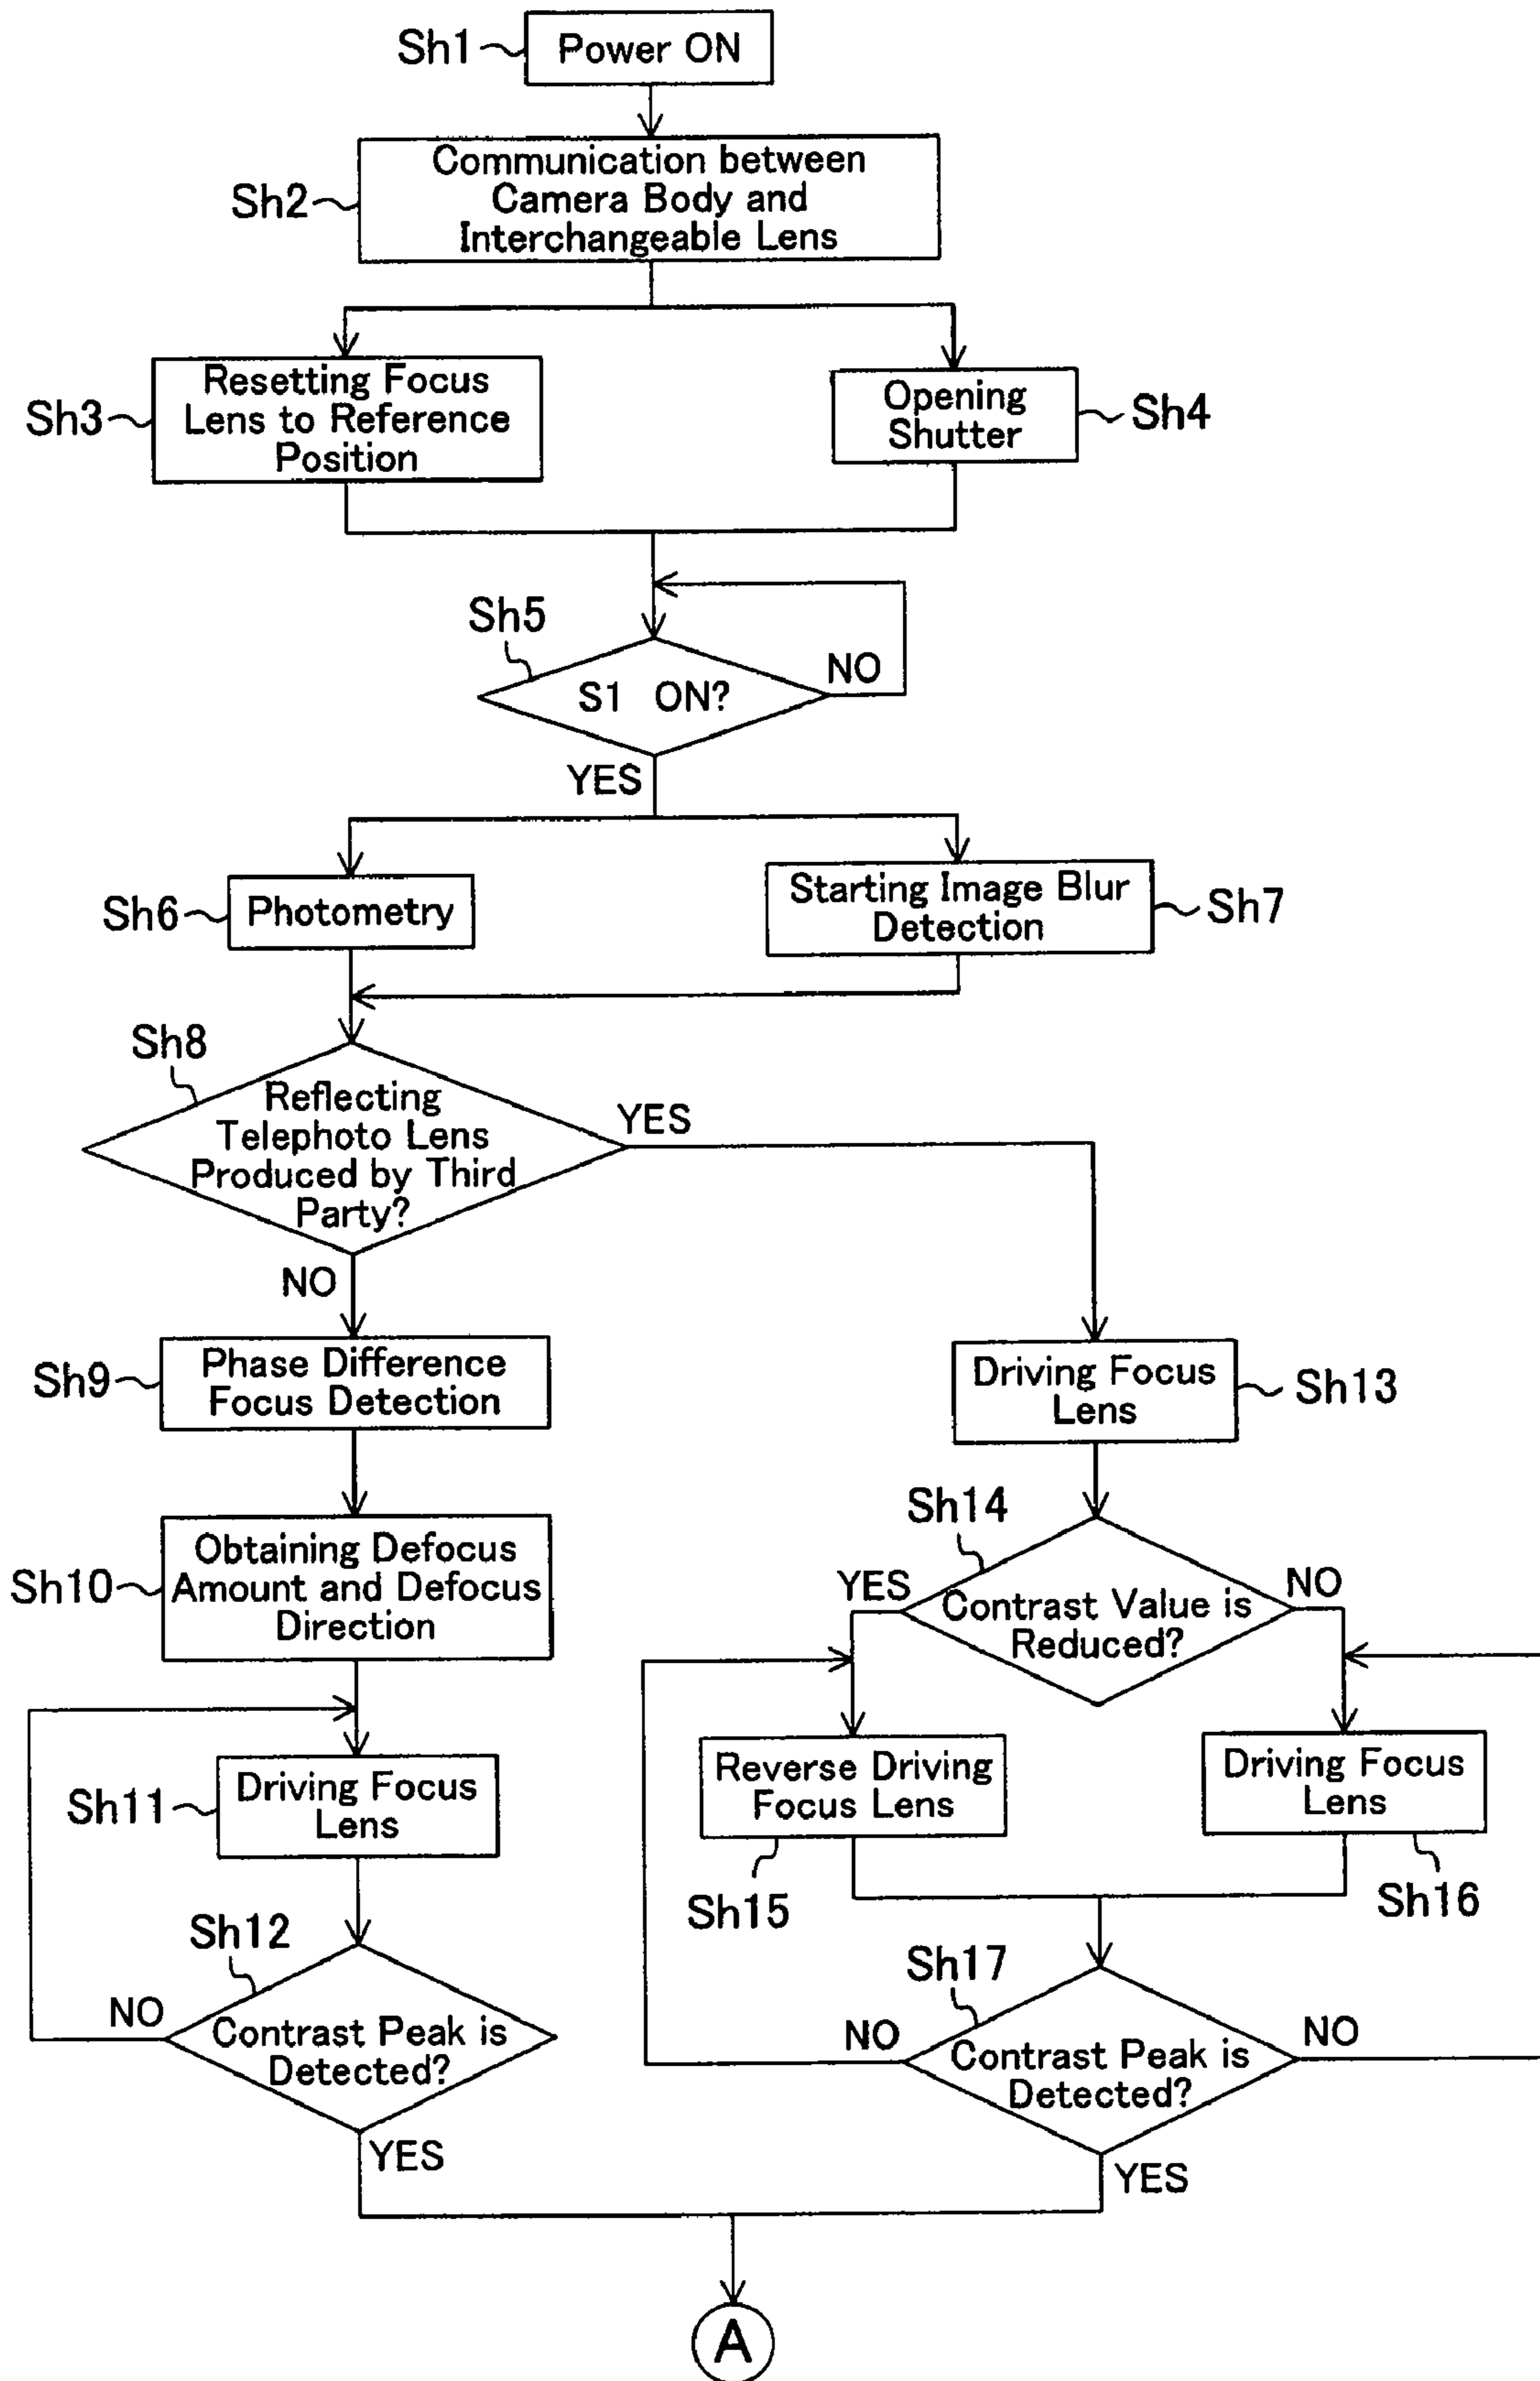 Sh1
Power ON
Sh2
Communication between
Camera Body and
Interchangeable Lens
Sh3
Resetting Focus
Lens to Reference
Position
Opening
Shutter
Sh4
Sh5
S1 ON?
NO
YES
Sh6
Photometry
Starting Image Blur
Detection
Sh7
Sh8
Reflecting
Telephoto Lens
Produced by Third
Party?
YES
NO
Sh9
Phase Difference
Focus Detection
Driving Focus
Lens
Sh13
Sh10
Obtaining Defocus
Amount and Defocus
Direction
Sh14
YES
Contrast Value is
Reduced?
NO
Sh11
Driving Focus
Lens
Reverse Driving
Focus Lens
Sh15
Driving Focus
Lens
Sh16
Sh12
NO
Contrast Peak is
Detected?
YES
Sh17
NO
Contrast Peak is
Detected?
NO
YES
A